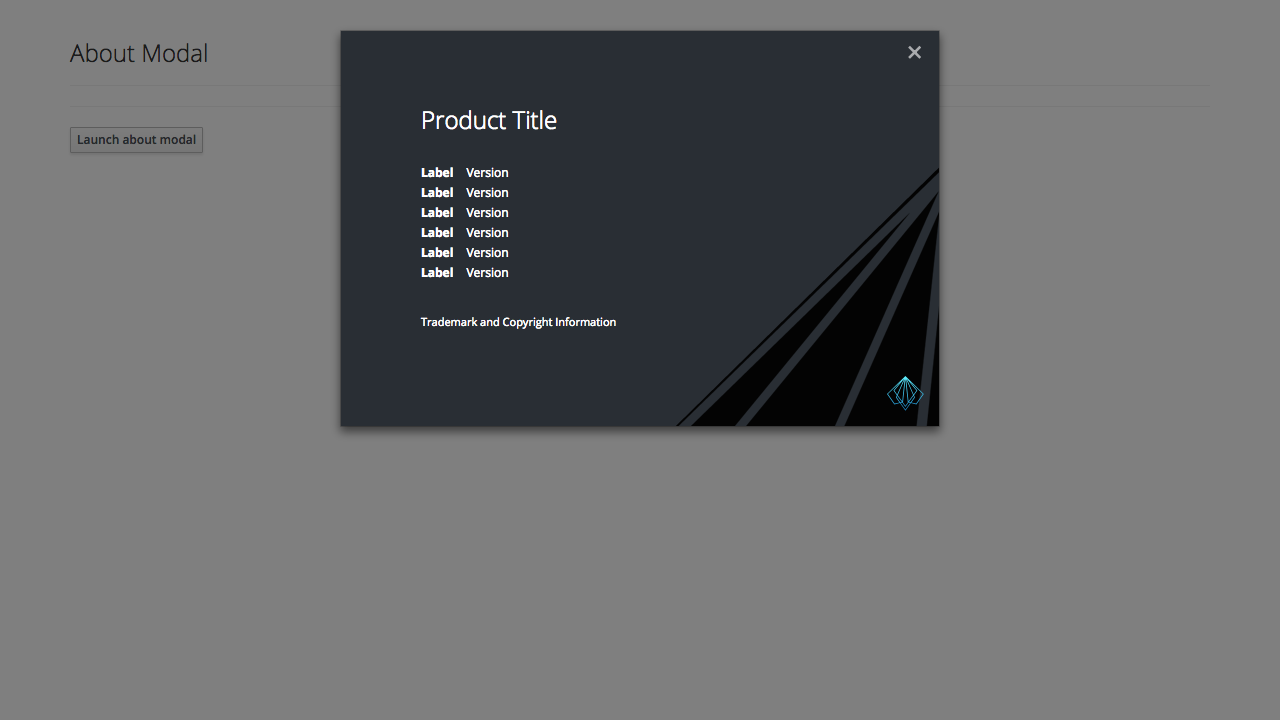 About Modal
Launch about modal
Product Title
Label Version
Label Version
Label Version
Label Version
Label Version
Label Version
Trademark and Copyright Information